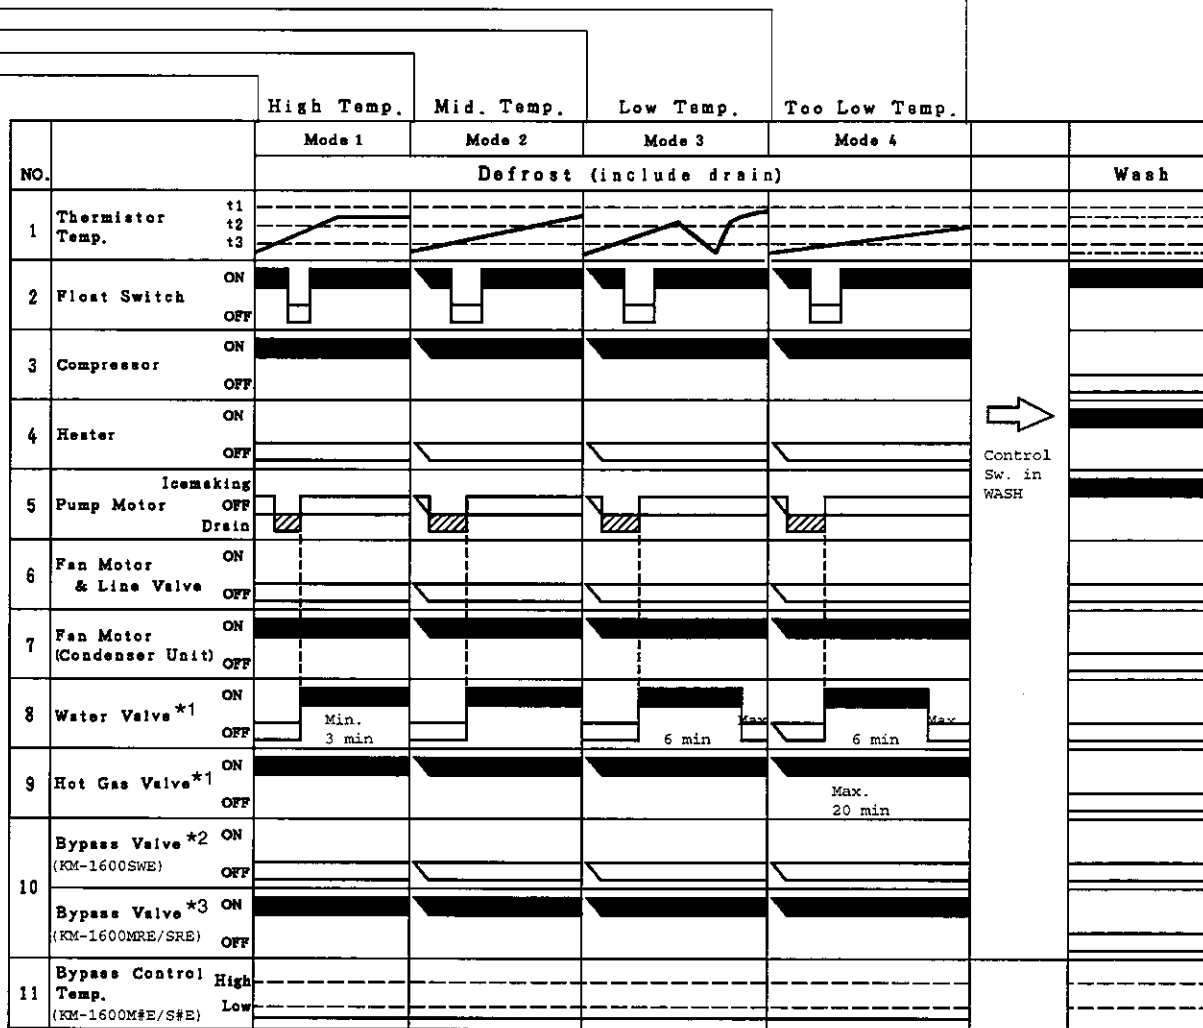 High Temp. Mid. Temp. Low Temp. Too Low Temp.
Mode 1 Mode 2 Mode 3 Mode 4
NO. Defrost (include drain) Wash
1 Thermistor Temp. t1 t2 t3
2 Float Switch ON OFF
3 Compressor ON OFF
4 Heater ON OFF
Control Sw. in WASH
5 Pump Motor Icemaking OFF Drain
6 Fan Motor & Line Valve ON OFF
7 Fan Motor (Condenser Unit) ON OFF
8 Water Valve *1 ON OFF
Min. 3 min Max 6 min Max 6 min
9 Hot Gas Valve *1 ON OFF
Max. 20 min
10 Bypass Valve *2 (KM-1600SWE) ON OFF
Bypass Valve *3 (KM-1600MRE/SRE) ON OFF
11 Bypass Control Temp. (KM-1600M#E/S#E) High Low